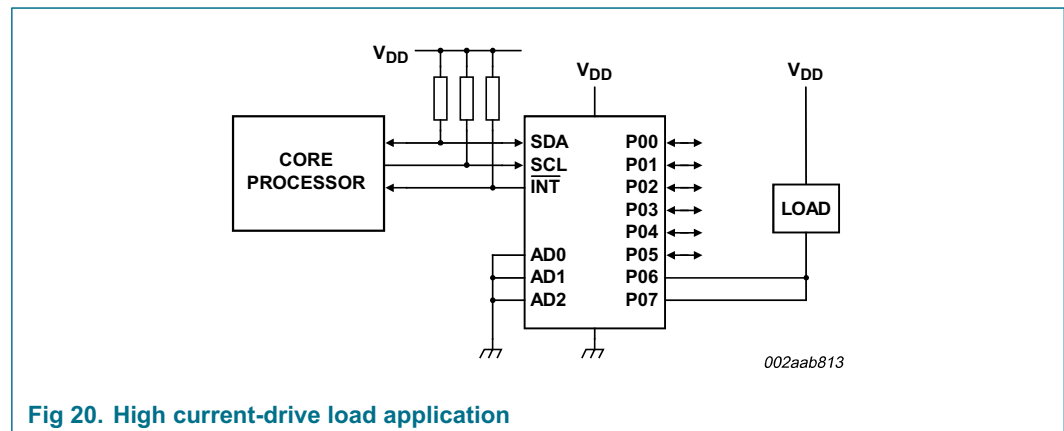 VDD
VDD
VDD
CORE
PROCESSOR
SDA
SCL
INT
AD0
AD1
AD2
P00
P01
P02
P03
P04
P05
P06
P07
LOAD
002aab813
Fig 20. High current-drive load application